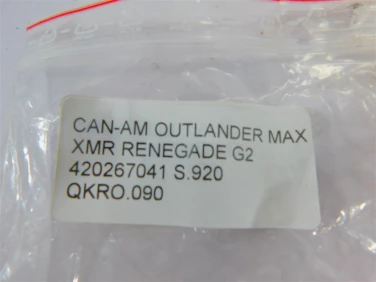 CAN-AM OUTLANDER MAX
XMR RENEGADE G2
420267041 S.920
QKRO.090